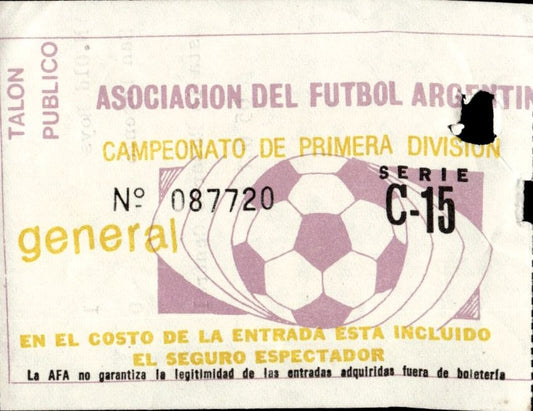 TALON
PUBLICO
ASOCIACION DEL FUTBOL
CAMPEONATO DE PRIMERA DIVISION
SERIE
Nº 087720
C-15
general
EN EL COSTO DE LA ENTRADA ESTA INCLUIDO
EL SEGURO ESPECTADOR
La AFA no garantiza la legitimidad de las entradas adquiridas fuera de boletería